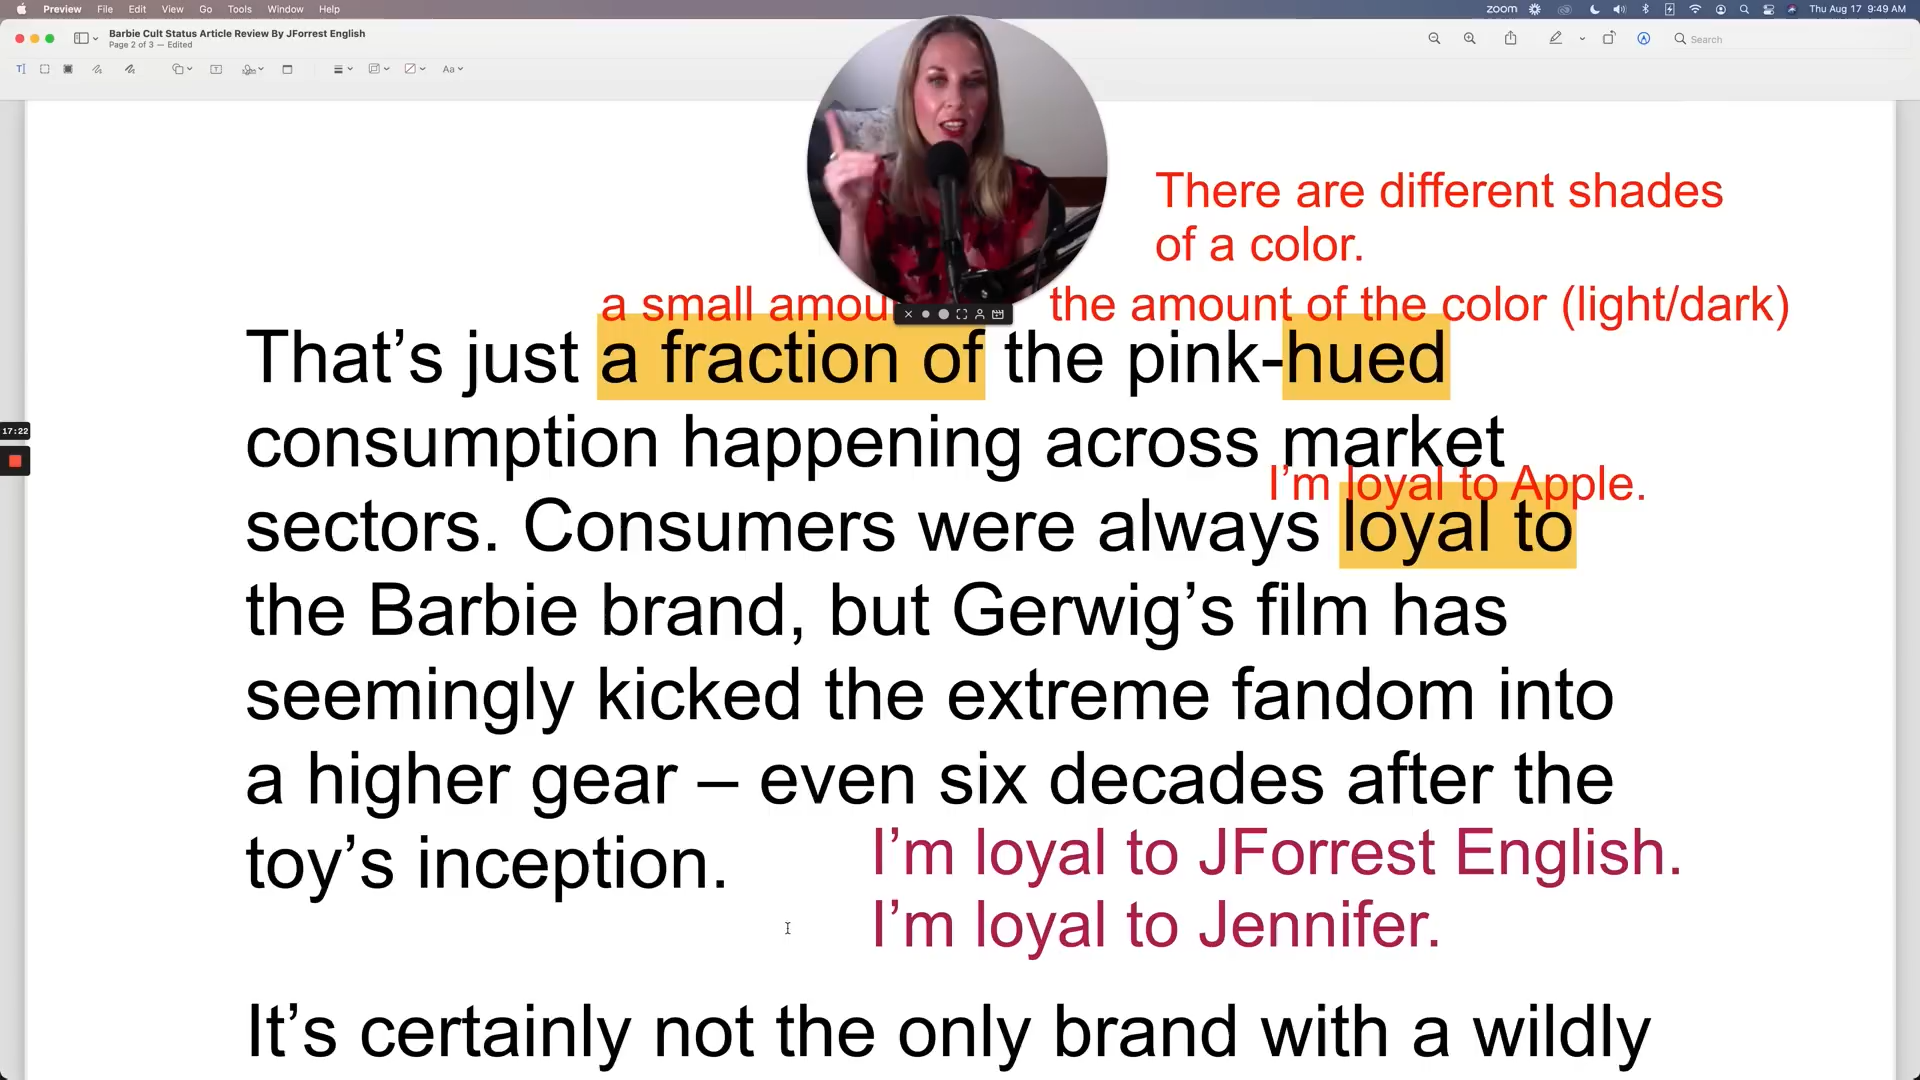 Preview File Edit View Go Tools Window Help
zoom Thu Aug 17 9:49 AM
Barbie Cult Status Article Review By JForrest English
Page 2 of 3 — Edited
Search
Aa
There are different shades
of a color.
a small amou
the amount of the color (light/dark)
That’s just a fraction of the pink-hued
consumption happening across market
I’m loyal to Apple.
sectors. Consumers were always loyal to
the Barbie brand, but Gerwig’s film has
seemingly kicked the extreme fandom into
a higher gear – even six decades after the
toy’s inception.
I’m loyal to JForrest English.
I’m loyal to Jennifer.
It’s certainly not the only brand with a wildly
17:22